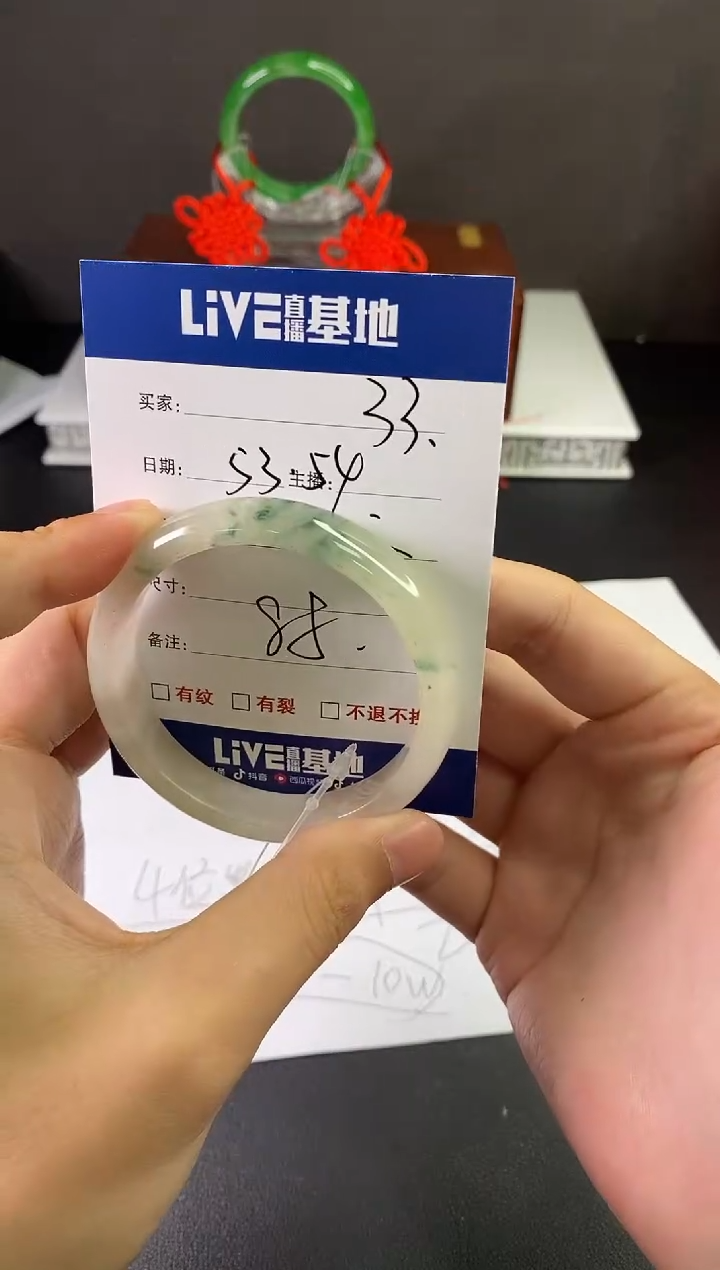 LiVE直播基地
买家: 33.
日期: 53 主播: 54
尺寸:
备注: 88.
□有纹 □有裂 □不退不换
LiVE直播基地
抖音 西瓜视频
4位
10W